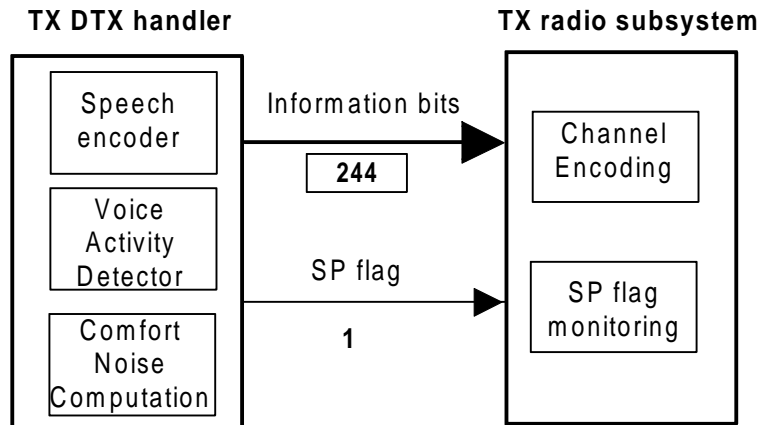 TX DTX handler
TX radio subsystem
Speech
encoder
Information bits
244
Channel
Encoding
Voice
Activity
Detector
SP flag
1
SP flag
monitoring
Comfort
Noise
Computation